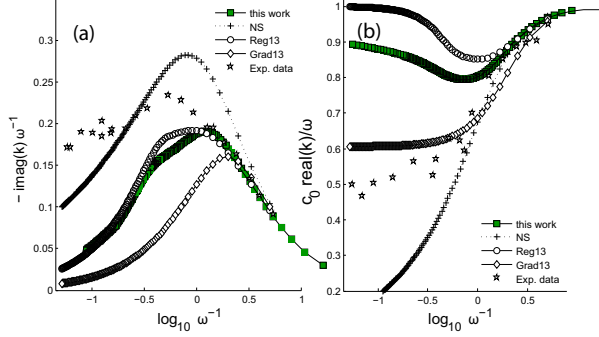 (a)
this work
NS
Reg13
Grad13
Exp. data
0.3
0.25
0.2
0.15
0.1
0.05
0
− imag(k) ω⁻¹
-1
-0.5
0
0.5
1
log₁₀ ω⁻¹
(b)
1
0.9
0.8
0.7
0.6
0.5
0.4
0.3
0.2
c₀ real(k)/ω
this work
NS
Reg13
Grad13
Exp. data
-1
-0.5
0
0.5
log₁₀ ω⁻¹